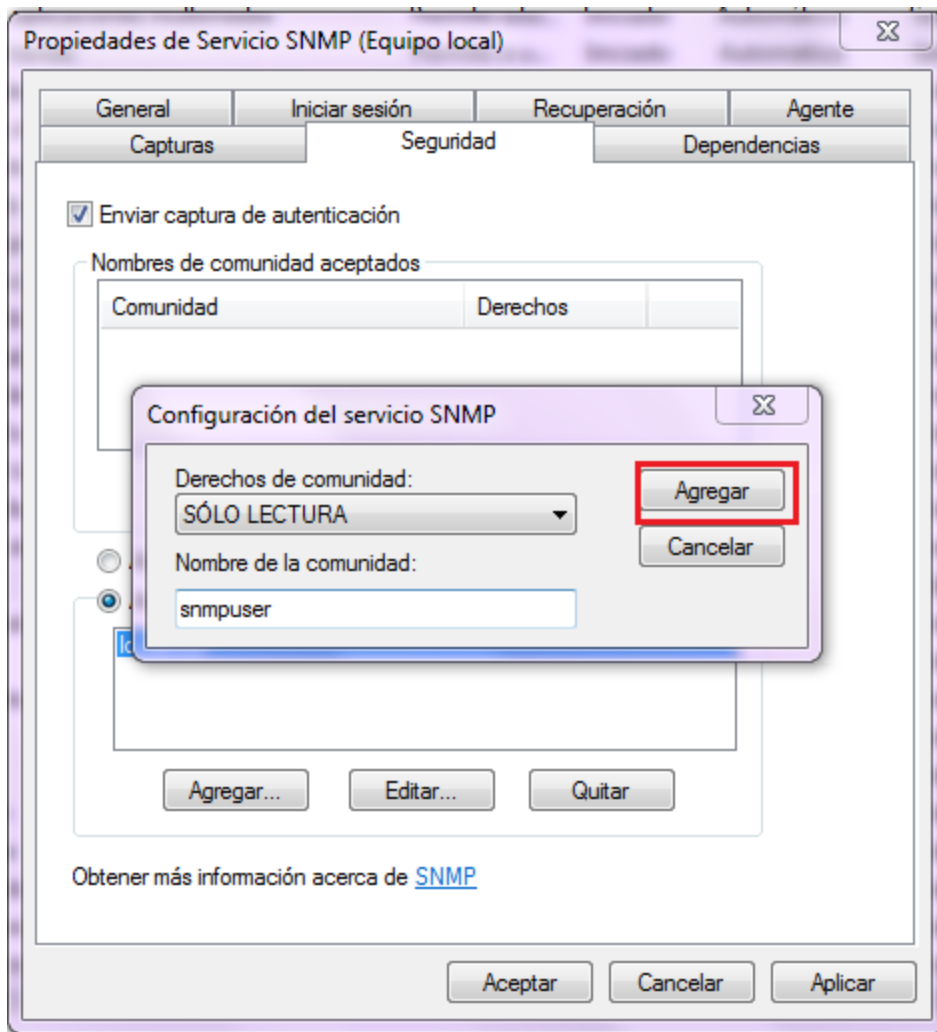 Propiedades de Servicio SNMP (Equipo local)
General Iniciar sesión Recuperación Agente
Capturas Seguridad Dependencias
Enviar captura de autenticación
Nombres de comunidad aceptados
Comunidad Derechos
Configuración del servicio SNMP
Derechos de comunidad:
SÓLO LECTURA
Agregar
Cancelar
Nombre de la comunidad:
snmpuser
Agregar... Editar... Quitar
Obtener más información acerca de SNMP
Aceptar Cancelar Aplicar